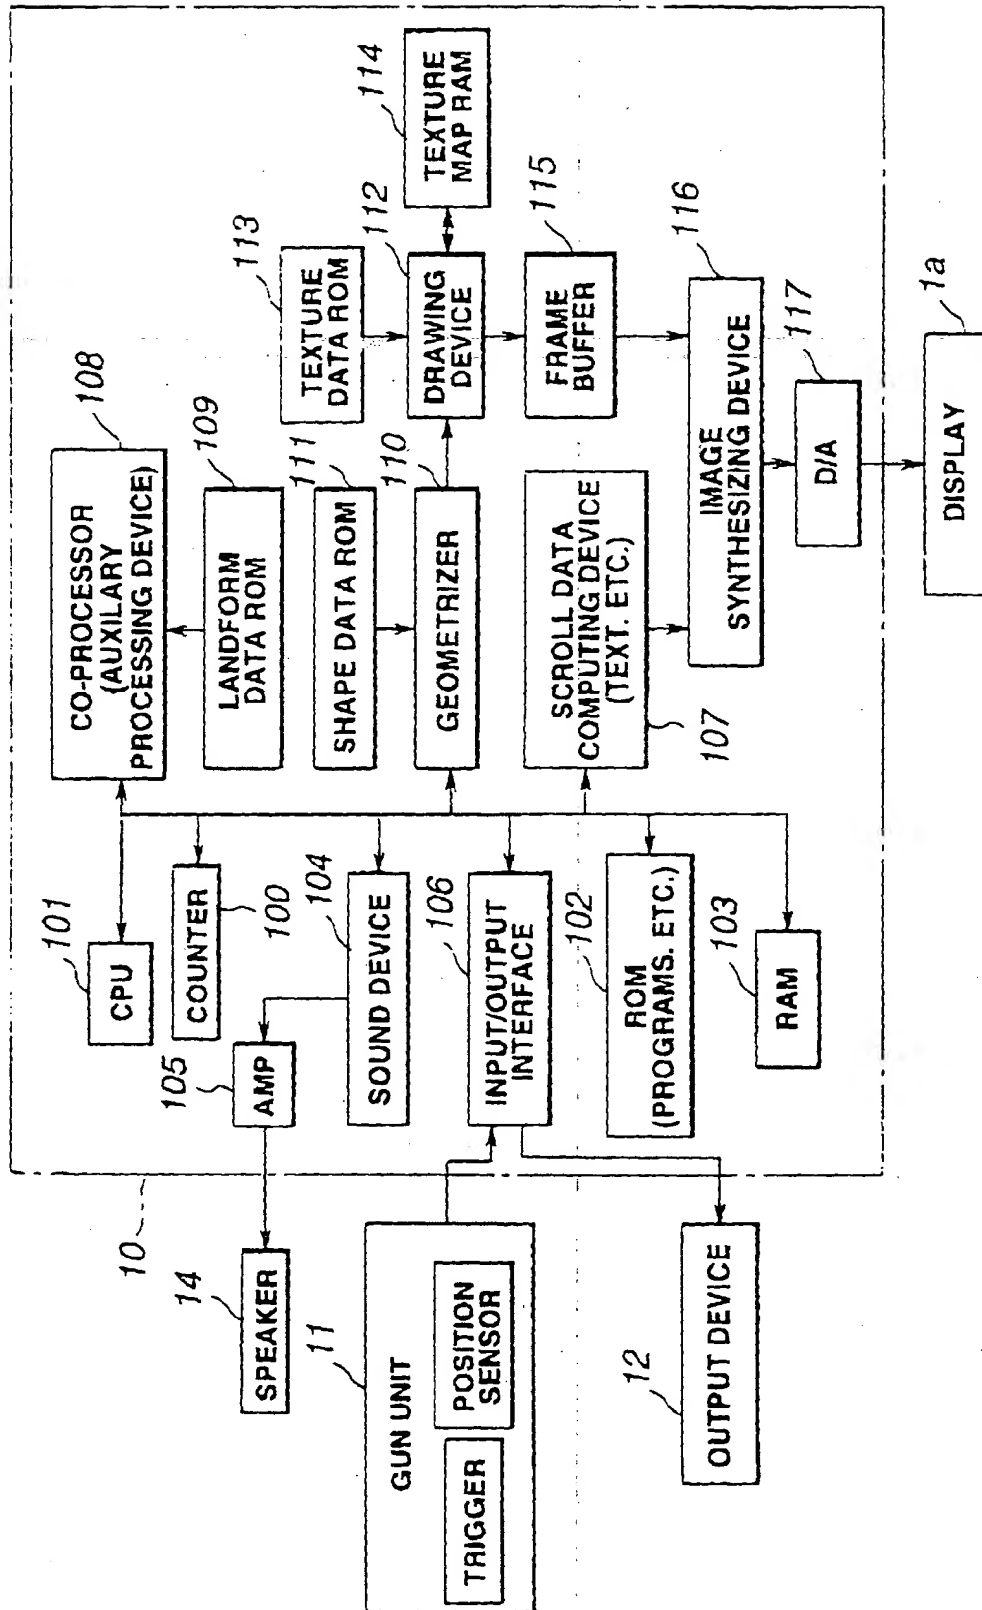 10
101
CPU
COUNTER
100
105
AMP
104
SOUND DEVICE
106
INPUT/OUTPUT
INTERFACE
102
ROM
(PROGRAMS. ETC.)
103
RAM
14
SPEAKER
11
GUN UNIT
TRIGGER
POSITION
SENSOR
12
OUTPUT DEVICE
108
CO-PROCESSOR
(AUXILARY
PROCESSING DEVICE)
109
LANDFORM
DATA ROM
111
SHAPE DATA ROM
110
GEOMETRIZER
SCROLL DATA
COMPUTING DEVICE
(TEXT. ETC.)
107
113
TEXTURE
DATA ROM
112
DRAWING
DEVICE
114
TEXTURE
MAP RAM
115
FRAME
BUFFER
116
IMAGE
SYNTHESIZING DEVICE
117
D/A
1a
DISPLAY